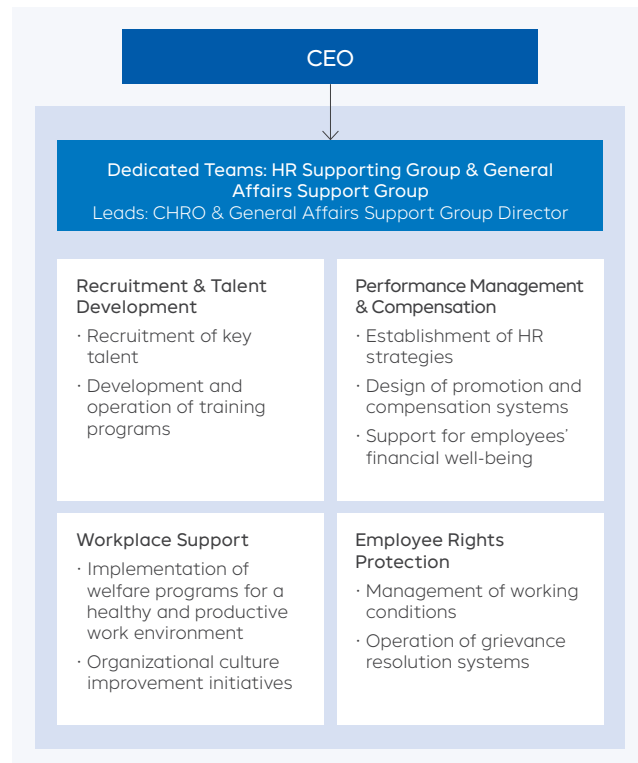 CEO
Dedicated Teams: HR Supporting Group & General
Affairs Support Group
Leads: CHRO & General Affairs Support Group Director
Recruitment & Talent
Development
· Recruitment of key
talent
· Development and
operation of training
programs
Performance Management
& Compensation
· Establishment of HR
strategies
· Design of promotion and
compensation systems
· Support for employees'
financial well-being
Workplace Support
· Implementation of
welfare programs for a
healthy and productive
work environment
· Organizational culture
improvement initiatives
Employee Rights
Protection
· Management of working
conditions
· Operation of grievance
resolution systems